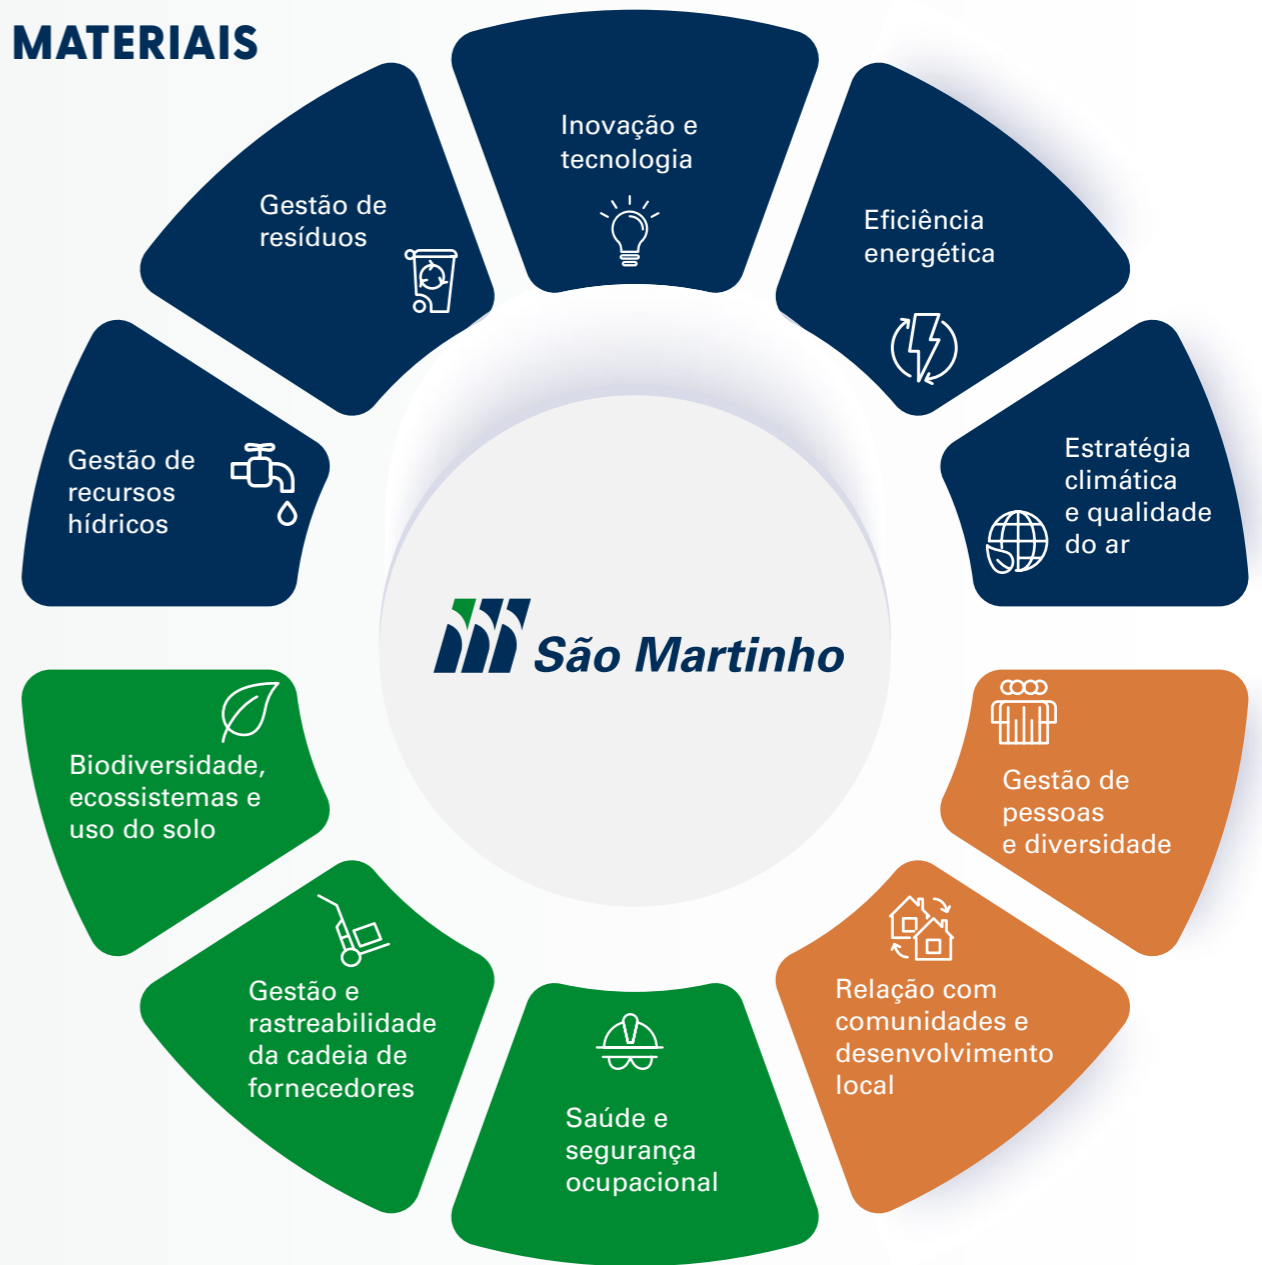 MATERIAIS
Inovação e
tecnologia
Eficiência
energética
Estratégia
climática
e qualidade
do ar
Gestão de
pessoas
e diversidade
Relação com
comunidades e
desenvolvimento
local
Saúde e
segurança
ocupacional
Gestão e
rastreabilidade
da cadeia de
fornecedores
Biodiversidade,
ecossistemas e
uso do solo
Gestão de
recursos
hídricos
Gestão de
resíduos
São Martinho